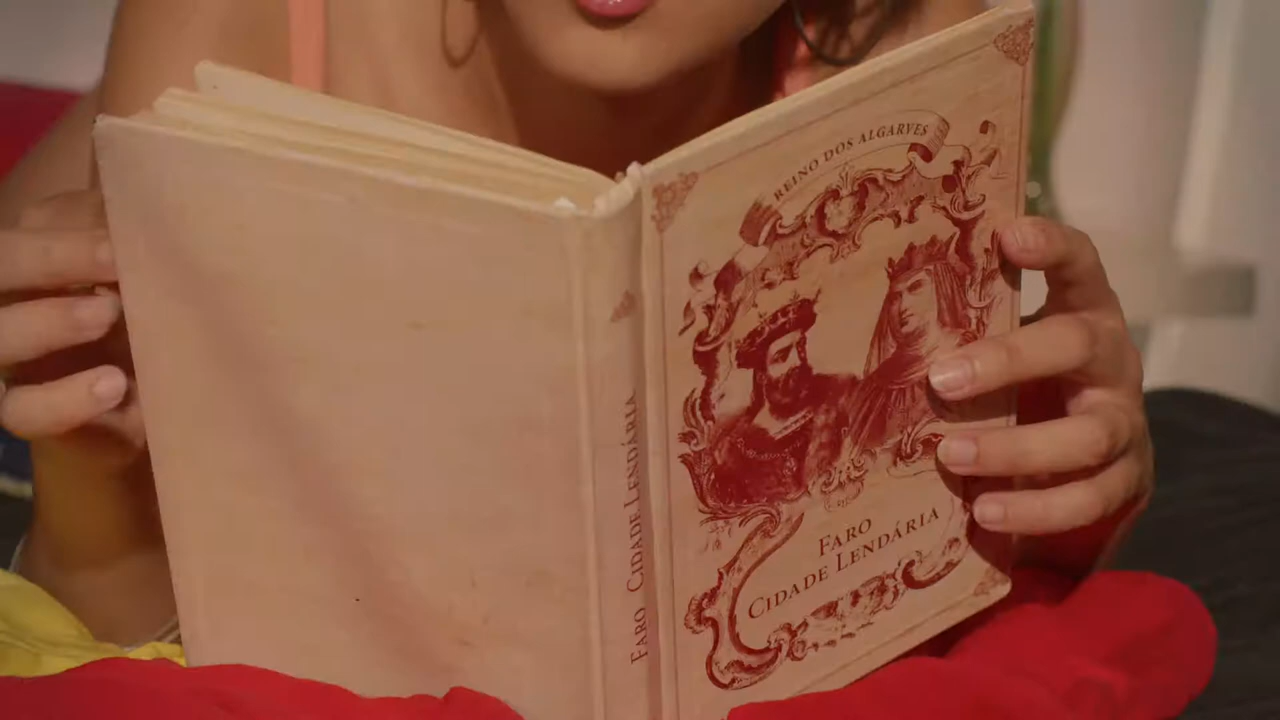 REINO DOS ALGARVES
FARO
CIDADE LENDÁRIA
FARO CIDADE LENDÁRIA